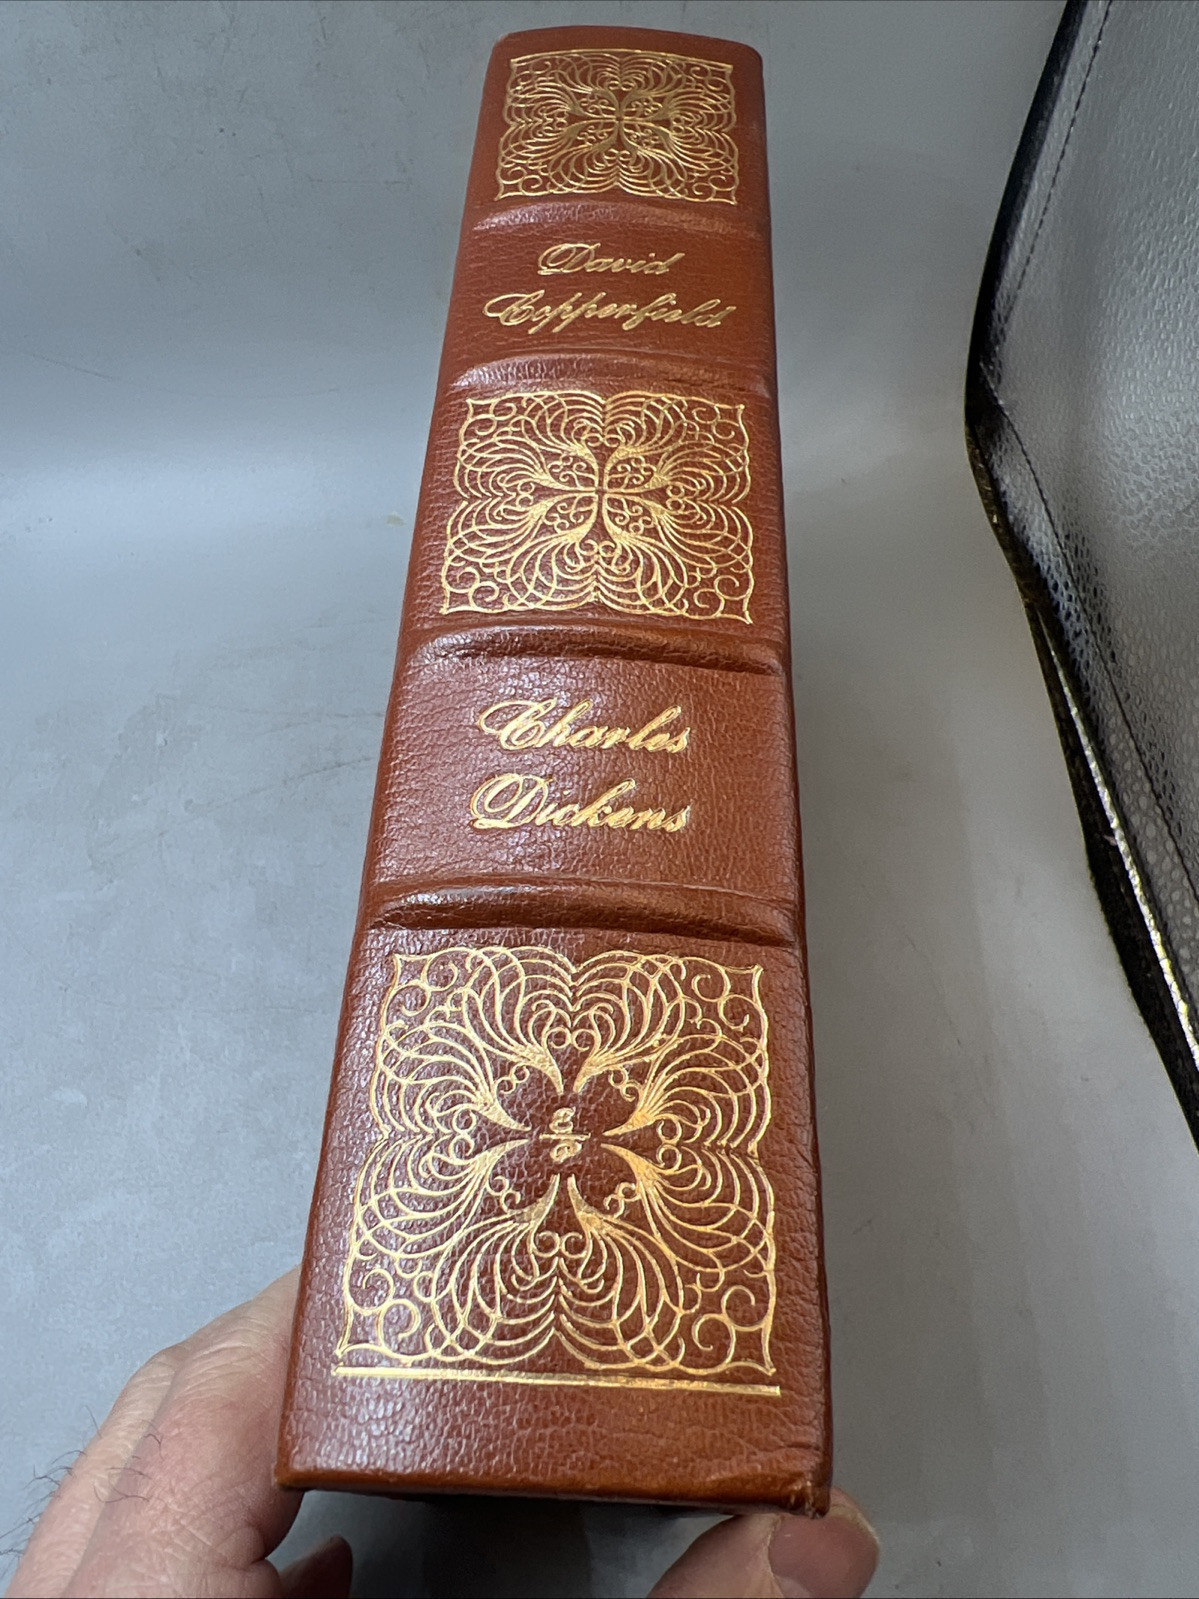 David
Copperfield
Charles
Dickens